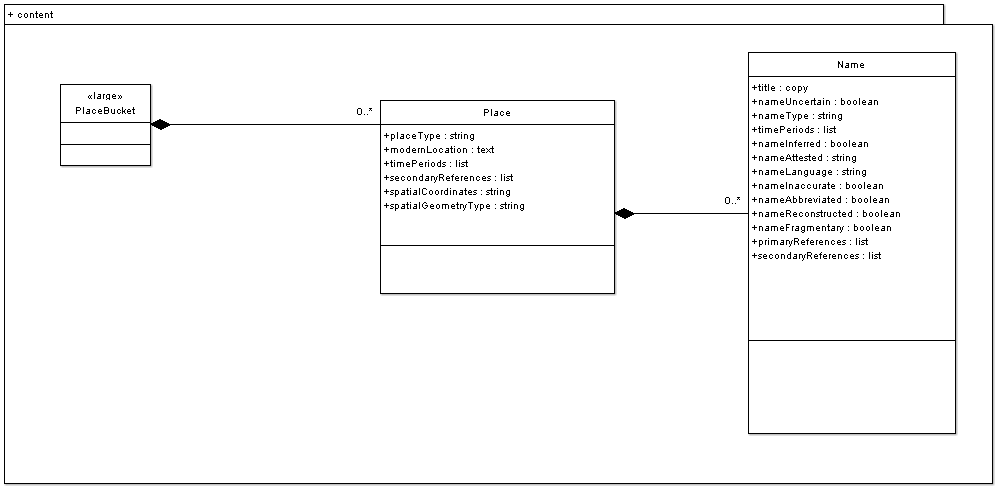 + content
«large»
PlaceBucket
0..*
Place
+placeType : string
+modernLocation : text
+timePeriods : list
+secondaryReferences : list
+spatialCoordinates : string
+spatialGeometryType : string
0..*
Name
+title : copy
+nameUncertain : boolean
+nameType : string
+timePeriods : list
+nameInferred : boolean
+nameAttested : string
+nameLanguage : string
+nameInaccurate : boolean
+nameAbbreviated : boolean
+nameReconstructed : boolean
+nameFragmentary : boolean
+primaryReferences : list
+secondaryReferences : list